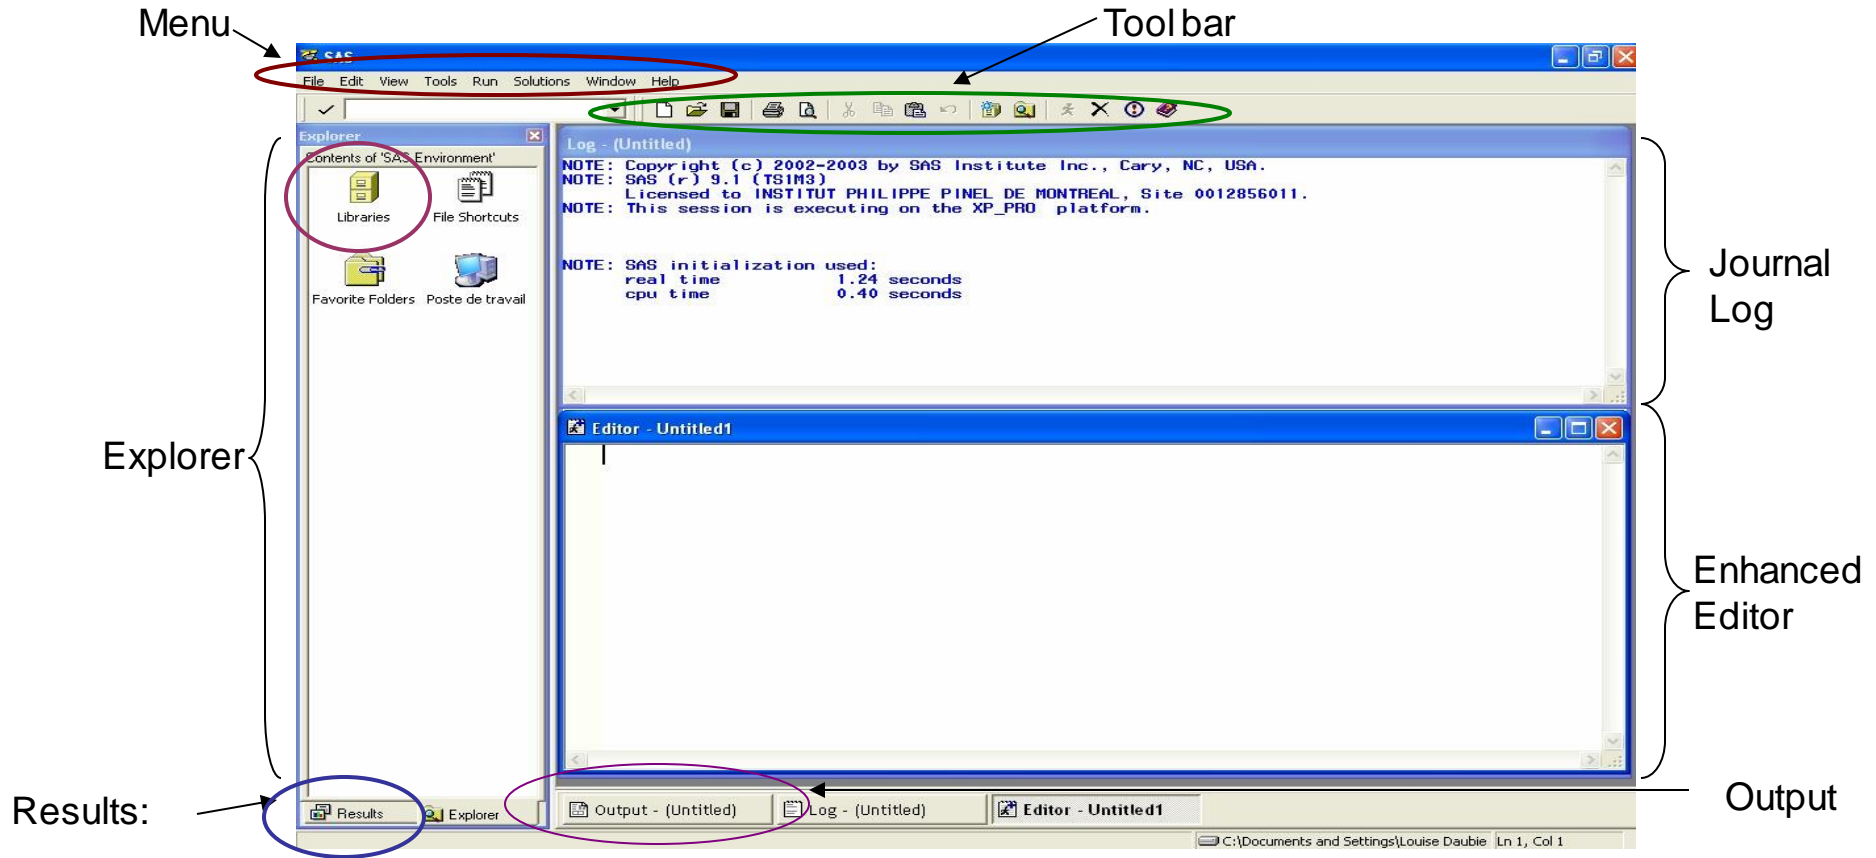 Menu
Tool bar
SAS
File Edit View Tools Run Solutions Window Help
Explorer
Contents of 'SAS Environment'
Libraries
File Shortcuts
Favorite Folders
Poste de travail
Log - (Untitled)
NOTE: Copyright (c) 2002-2003 by SAS Institute Inc., Cary, NC, USA.
NOTE: SAS (r) 9.1 (TS1M3)
Licensed to INSTITUT PHILIPPE PINEL DE MONTREAL, Site 0012856011.
NOTE: This session is executing on the XP_PRO platform.
NOTE: SAS initialization used:
real time 1.24 seconds
cpu time 0.40 seconds
Journal
Log
Explorer
Editor - Untitled1
Enhanced
Editor
Results:
Results
Explorer
Output - (Untitled)
Log - (Untitled)
Editor - Untitled1
Output
C:\Documents and Settings\Louise Daubie
Ln 1, Col 1